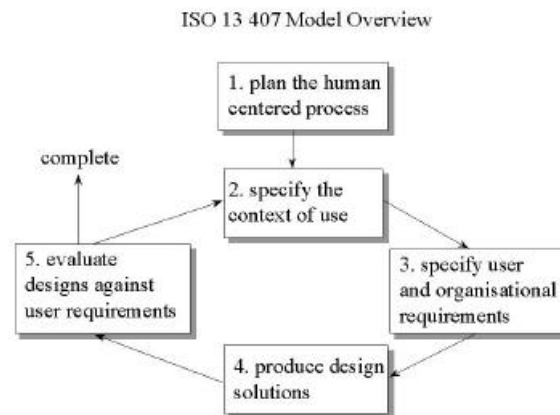 ISO 13 407 Model Overview
1. plan the human
centered process
complete
2. specify the
context of use
5. evaluate
designs against
user requirements
3. specify user
and organisational
requirements
4. produce design
solutions